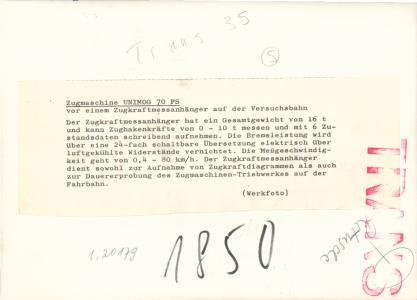 Trans 35
5
Zugmaschine UNIMOG 70 PS
vor einem Zugkraftmessanhänger auf der Versuchsbahn
Der Zugkraftmessanhänger hat ein Gesamtgewicht von 16 t
und kann Zughakenkräfte von 0 - 10 t messen und mit 6 Zu-
standsdaten schreibend aufnehmen. Die Bremsleistung wird
über eine 24-fach schaltbare Übersetzung elektrisch über
luftgekühlte Widerstände vernichtet. Die Meßgeschwindig-
keit geht von 0,4 - 80 km/h. Der Zugkraftmessanhänger
dient sowohl zur Aufnahme von Zugkraftdiagrammen als auch
zur Dauererprobung des Zugmaschinen-Triebwerkes auf der
Fahrbahn.
(Werkfoto)
TRANS
1.20179
1850